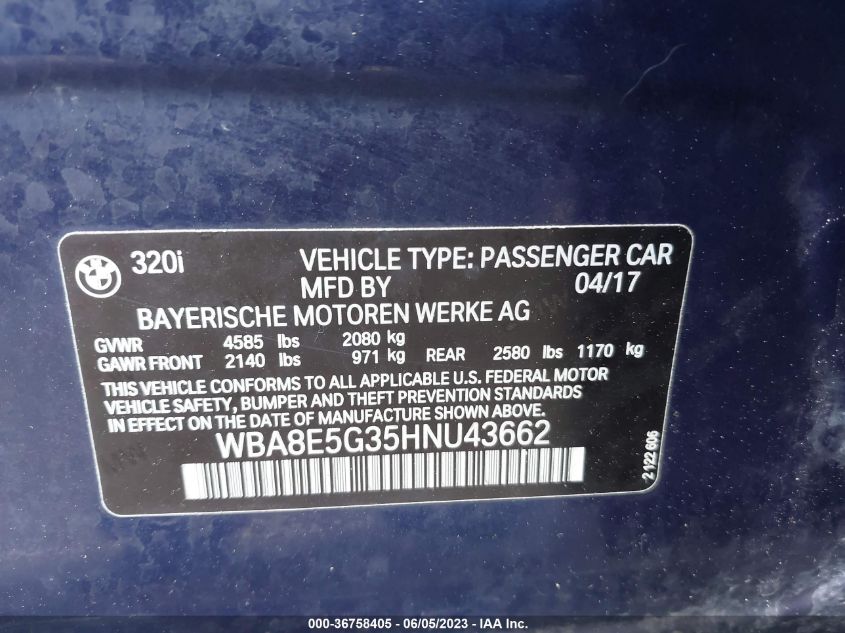 320i VEHICLE TYPE: PASSENGER CAR
MFD BY 04/17
BAYERISCHE MOTOREN WERKE AG
GVWR 4585 lbs 2080 kg
GAWR FRONT 2140 lbs 971 kg REAR 2580 lbs 1170 kg
THIS VEHICLE CONFORMS TO ALL APPLICABLE U.S. FEDERAL MOTOR
VEHICLE SAFETY, BUMPER AND THEFT PREVENTION STANDARDS
IN EFFECT ON THE DATE OF MANUFACTURE SHOWN ABOVE.
WBA8E5G35HNU43662
2 122 606
000-36758405 - 06/05/2023 - IAA Inc.